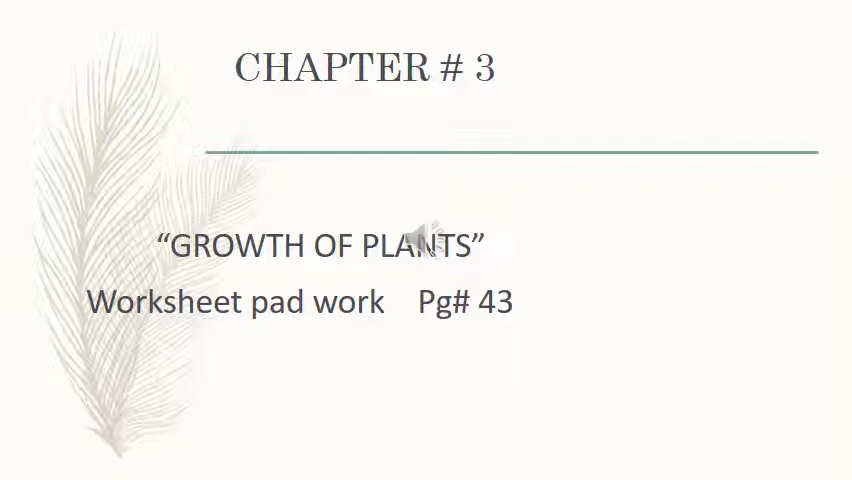 CHAPTER # 3
“GROWTH OF PLANTS”
Worksheet pad work Pg# 43